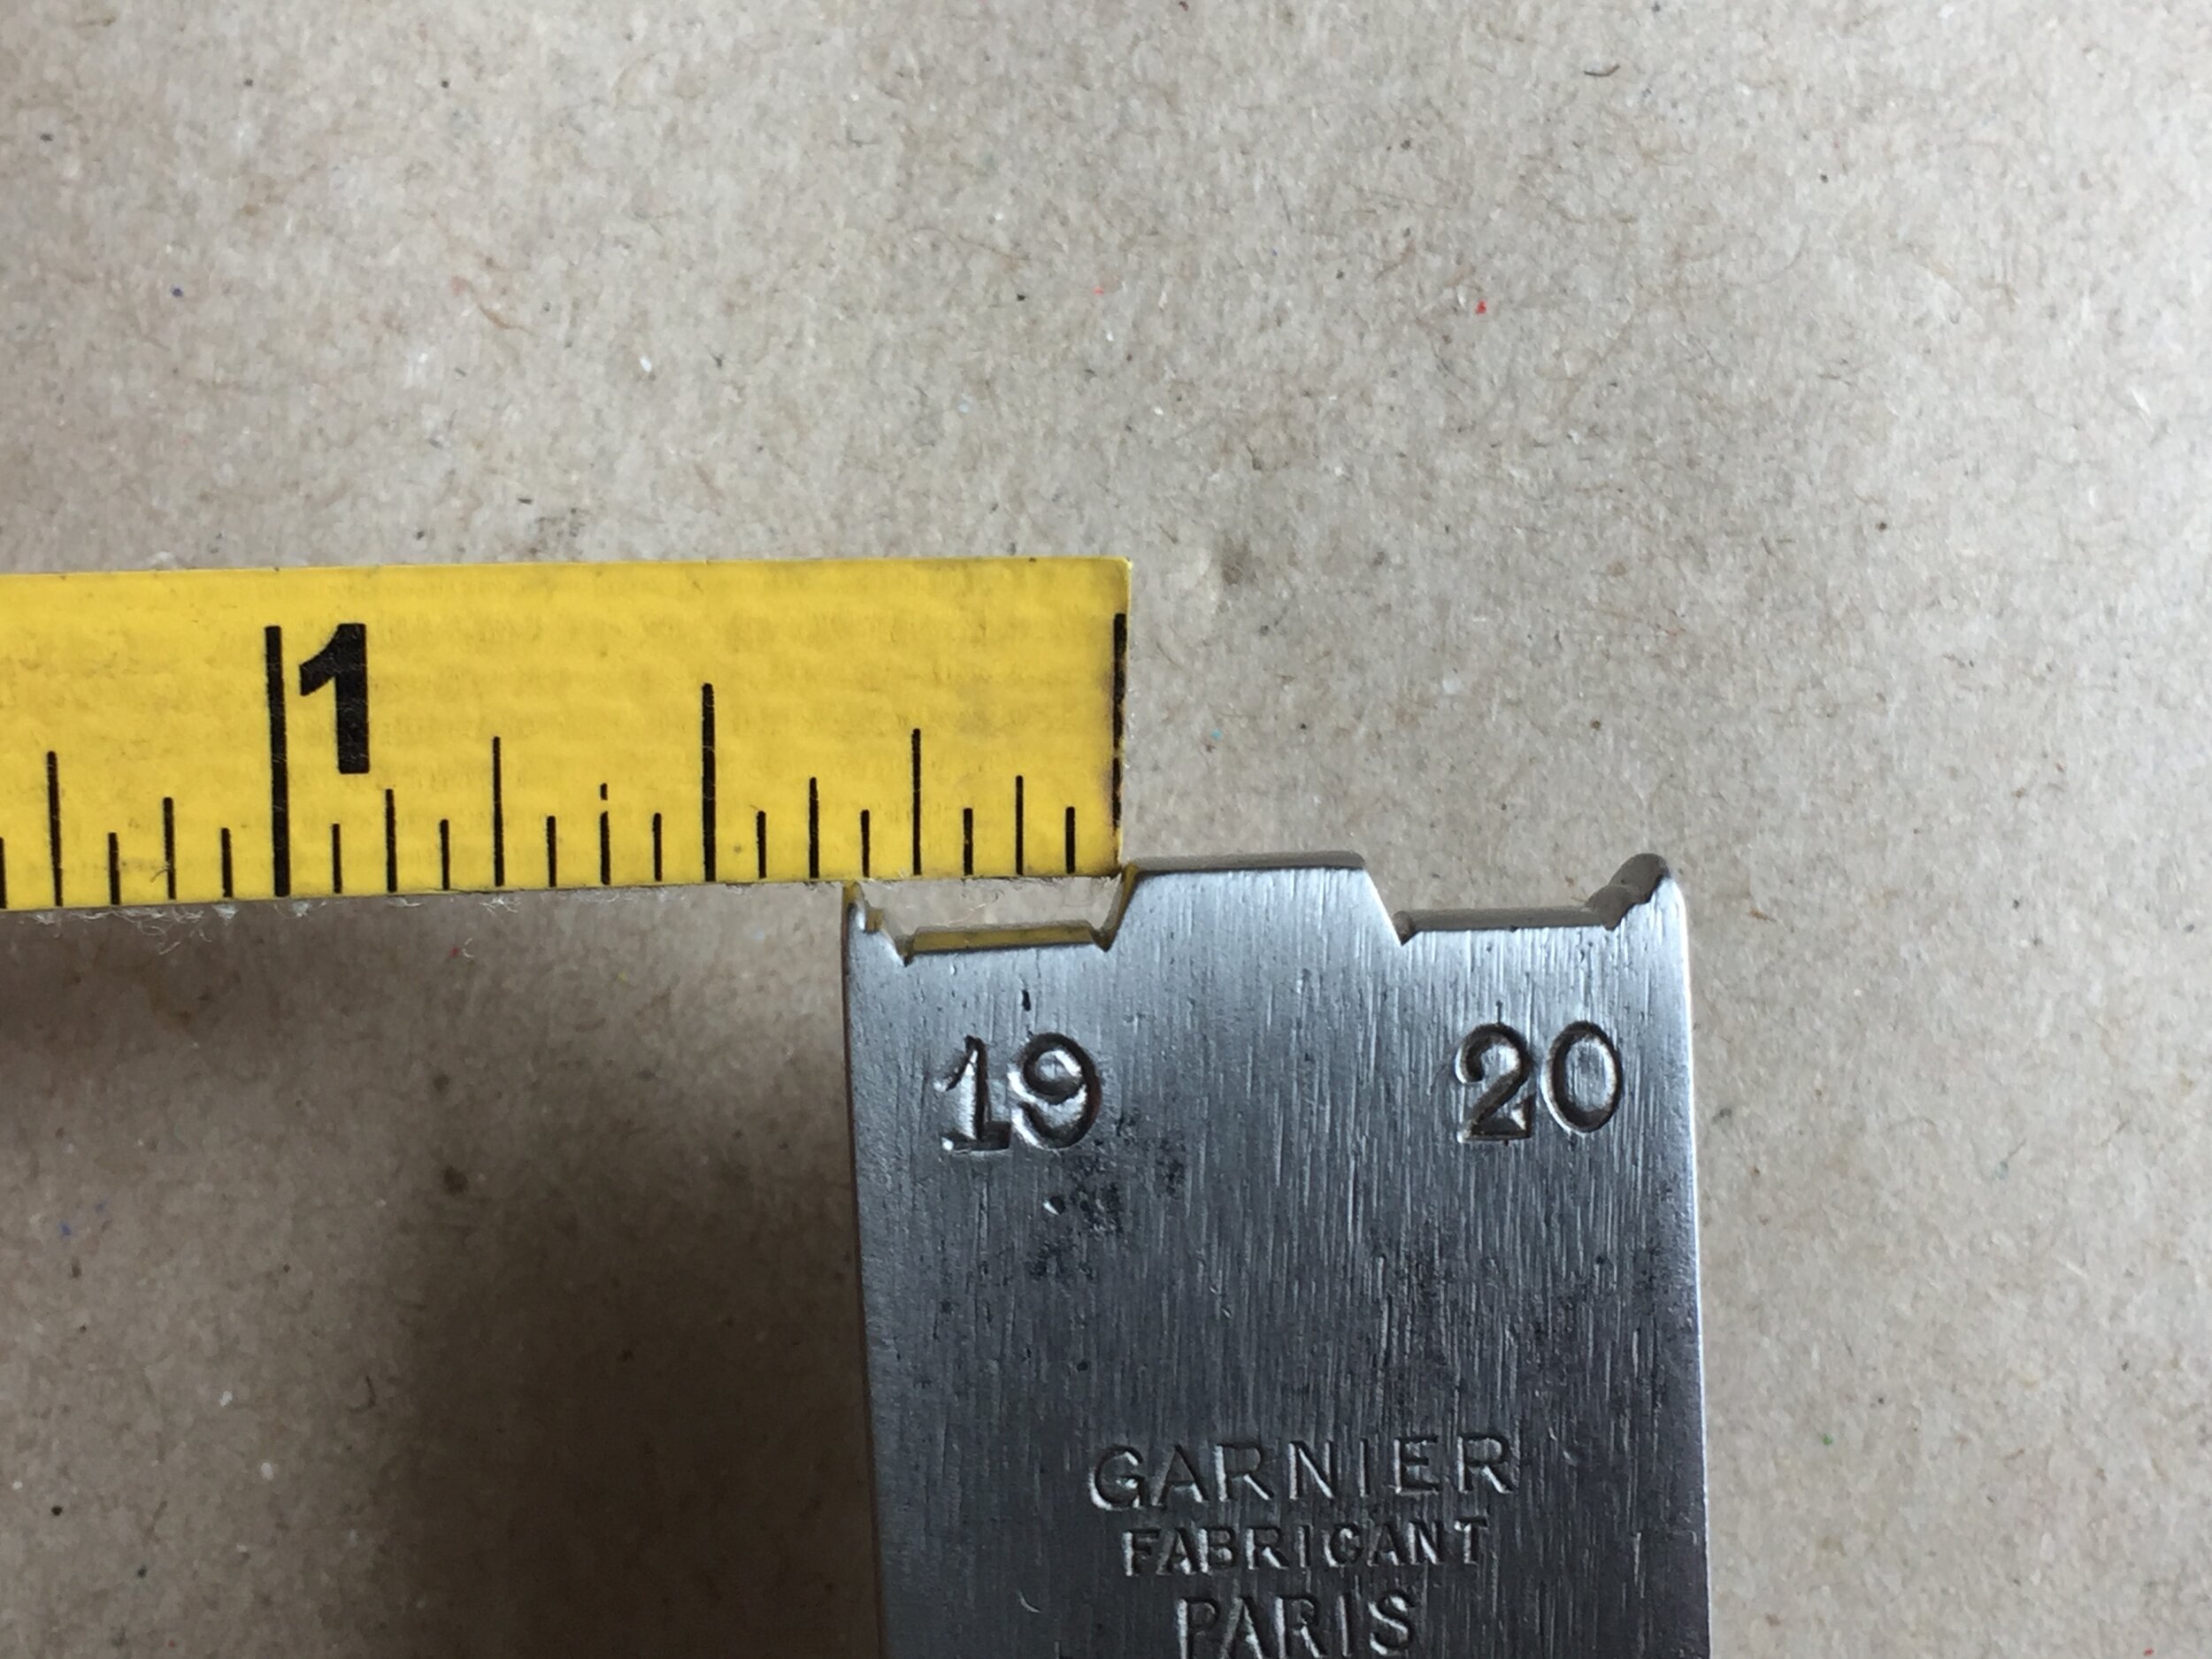 1
19 20
GARNIER
FABRICANT
PARIS